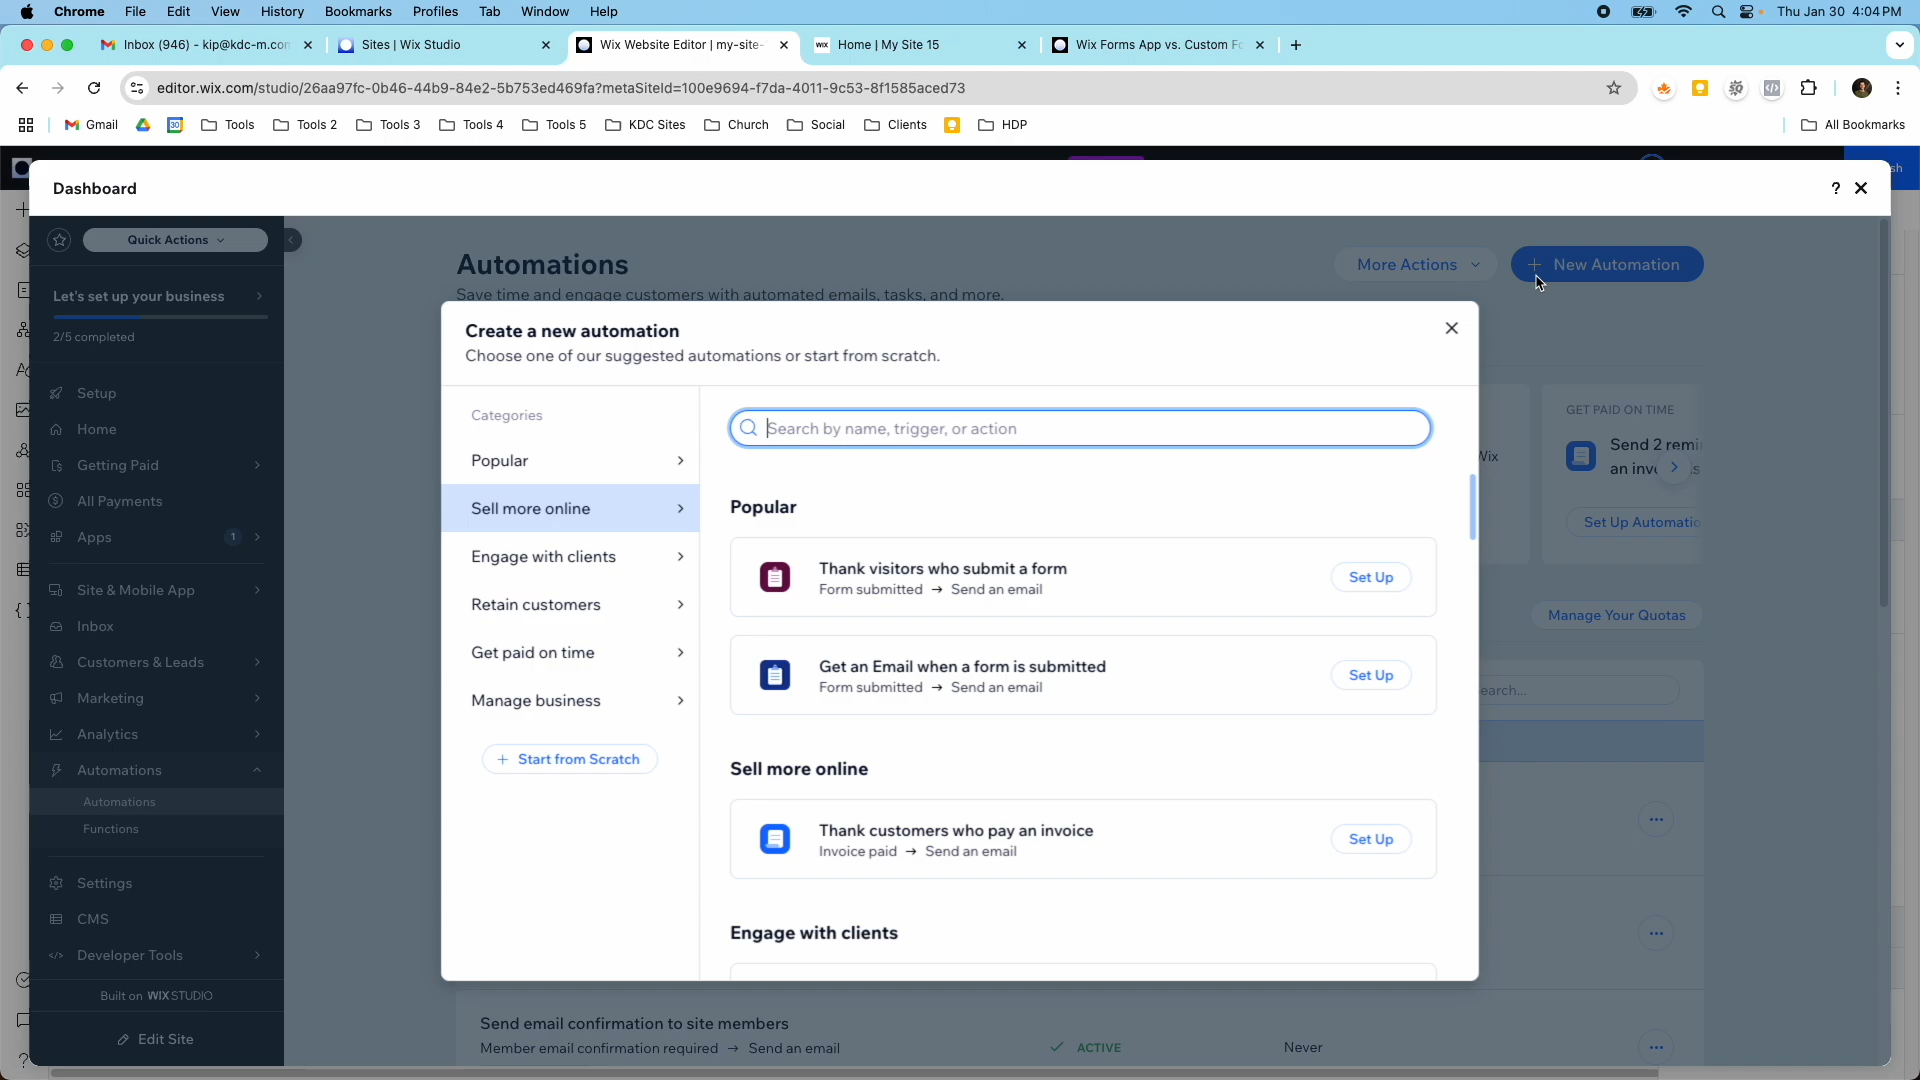 Chrome File Edit View History Bookmarks Profiles Tab Window Help
Thu Jan 30 4:04 PM
Inbox (946) - kip@kdc-m.com
Sites | Wix Studio
Wix Website Editor | my-site-
WIX Home | My Site 15
Wix Forms App vs. Custom Fo
editor.wix.com/studio/26aa97fc-0b46-44b9-84e2-5b753ed469fa?metaSiteId=100e9694-f7da-4011-9c53-8f1585aced73
Gmail 30 Tools Tools 2 Tools 3 Tools 4 Tools 5 KDC Sites Church Social Clients HDP All Bookmarks
Dashboard
?
Quick Actions
Let's set up your business
2/5 completed
Setup
Home
Getting Paid
All Payments
Apps 1
Site & Mobile App
Inbox
Customers & Leads
Marketing
Analytics
Automations
Automations
Functions
Settings
CMS
Developer Tools
Built on WIX STUDIO
Edit Site
Automations
Save time and engage customers with automated emails, tasks, and more.
More Actions
+ New Automation
Create a new automation
Choose one of our suggested automations or start from scratch.
Categories
Popular
Sell more online
Engage with clients
Retain customers
Get paid on time
Manage business
+ Start from Scratch
Search by name, trigger, or action
Popular
Thank visitors who submit a form
Form submitted → Send an email
Set Up
Get an Email when a form is submitted
Form submitted → Send an email
Set Up
Sell more online
Thank customers who pay an invoice
Invoice paid → Send an email
Set Up
Engage with clients
Wix
GET PAID ON TIME
Send 2 remi
an inv s
Set Up Automatio
Manage Your Quotas
earch...
Send email confirmation to site members
Member email confirmation required → Send an email
ACTIVE
Never